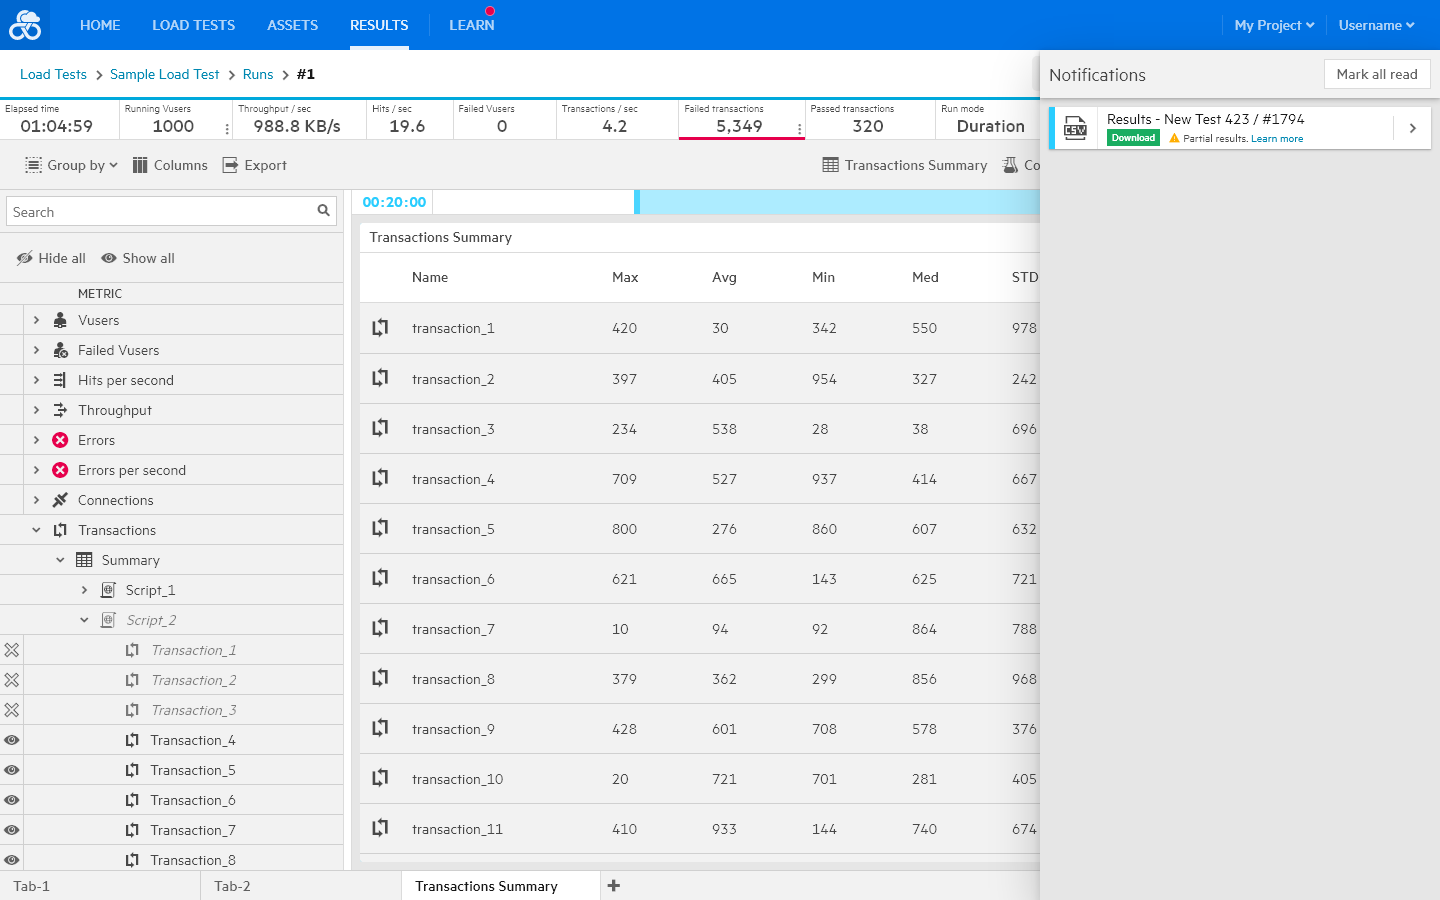 HOME LOAD TESTS ASSETS RESULTS LEARN My Project Username
Load Tests > Sample Load Test > Runs > #1
Notifications Mark all read
Elapsed time Running Vusers Throughput / sec Hits / sec Failed Vusers Transactions / sec Failed transactions Passed transactions Run mode
01:04:59 1000 988.8 KB/s 19.6 0 4.2 5,349 320 Duration
CSV
Results - New Test 423 / #1794
Download Partial results. Learn more
Group by Columns Export Transactions Summary Co
Search
00:20:00
Hide all Show all
METRIC
Vusers
Failed Vusers
Hits per second
Throughput
Errors
Errors per second
Connections
Transactions
Summary
Script_1
Script_2
Transaction_1
Transaction_2
Transaction_3
Transaction_4
Transaction_5
Transaction_6
Transaction_7
Transaction_8
Transactions Summary
Name Max Avg Min Med STD
transaction_1 420 30 342 550 978
transaction_2 397 405 954 327 242
transaction_3 234 538 28 38 696
transaction_4 709 527 937 414 667
transaction_5 800 276 860 607 632
transaction_6 621 665 143 625 721
transaction_7 10 94 92 864 788
transaction_8 379 362 299 856 968
transaction_9 428 601 708 578 376
transaction_10 20 721 701 281 405
transaction_11 410 933 144 740 674
Tab-1 Tab-2 Transactions Summary